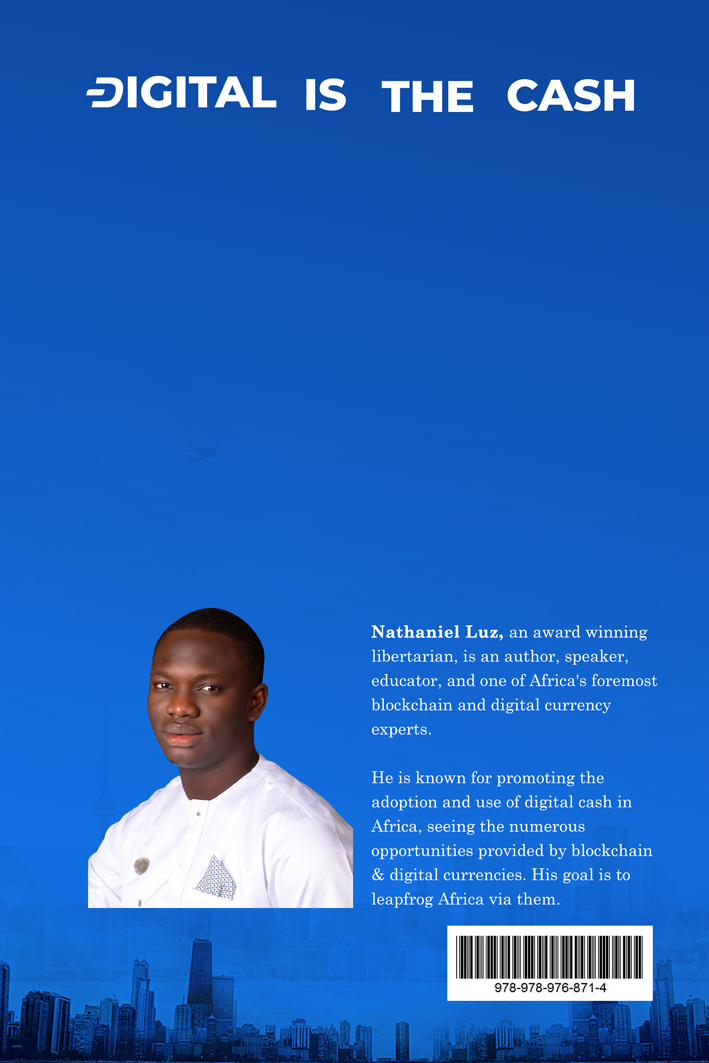 DIGITAL IS THE CASH
Nathaniel Luz, an award winning
libertarian, is an author, speaker,
educator, and one of Africa's foremost
blockchain and digital currency
experts.
He is known for promoting the
adoption and use of digital cash in
Africa, seeing the numerous
opportunities provided by blockchain
& digital currencies. His goal is to
leapfrog Africa via them.
978-978-976-871-4